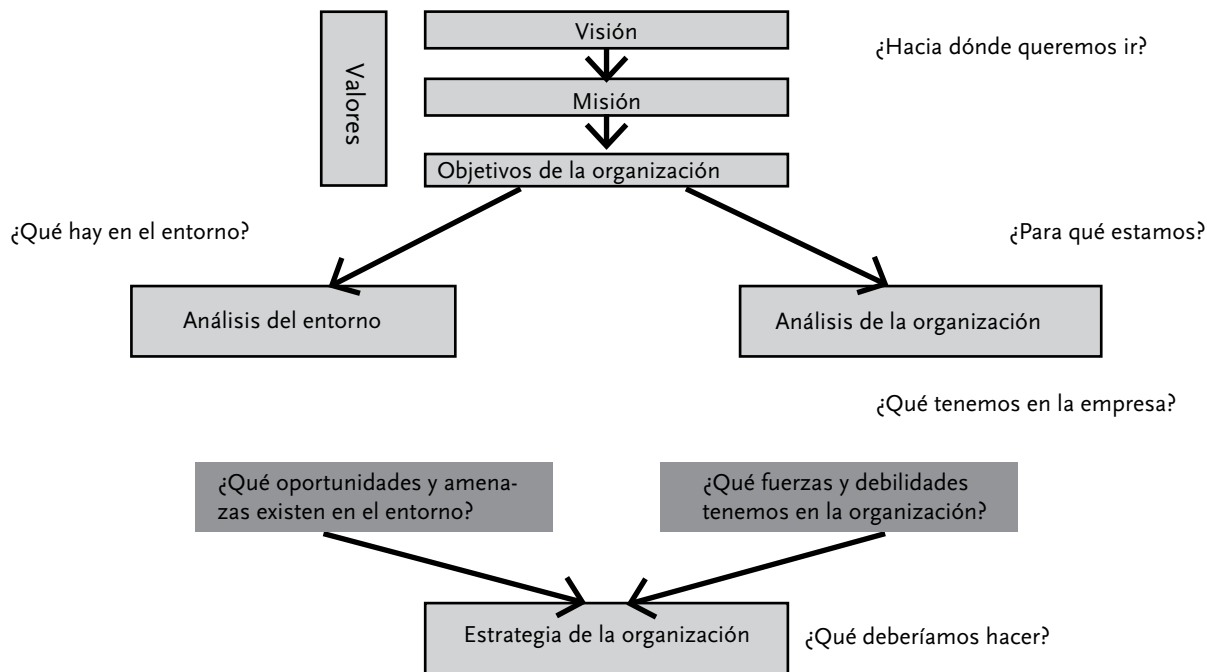 Visión
¿Hacia dónde queremos ir?
Valores
Misión
Objetivos de la organización
¿Qué hay en el entorno?
¿Para qué estamos?
Análisis del entorno
Análisis de la organización
¿Qué tenemos en la empresa?
¿Qué oportunidades y amena-
zas existen en el entorno?
¿Qué fuerzas y debilidades
tenemos en la organización?
Estrategia de la organización
¿Qué deberíamos hacer?